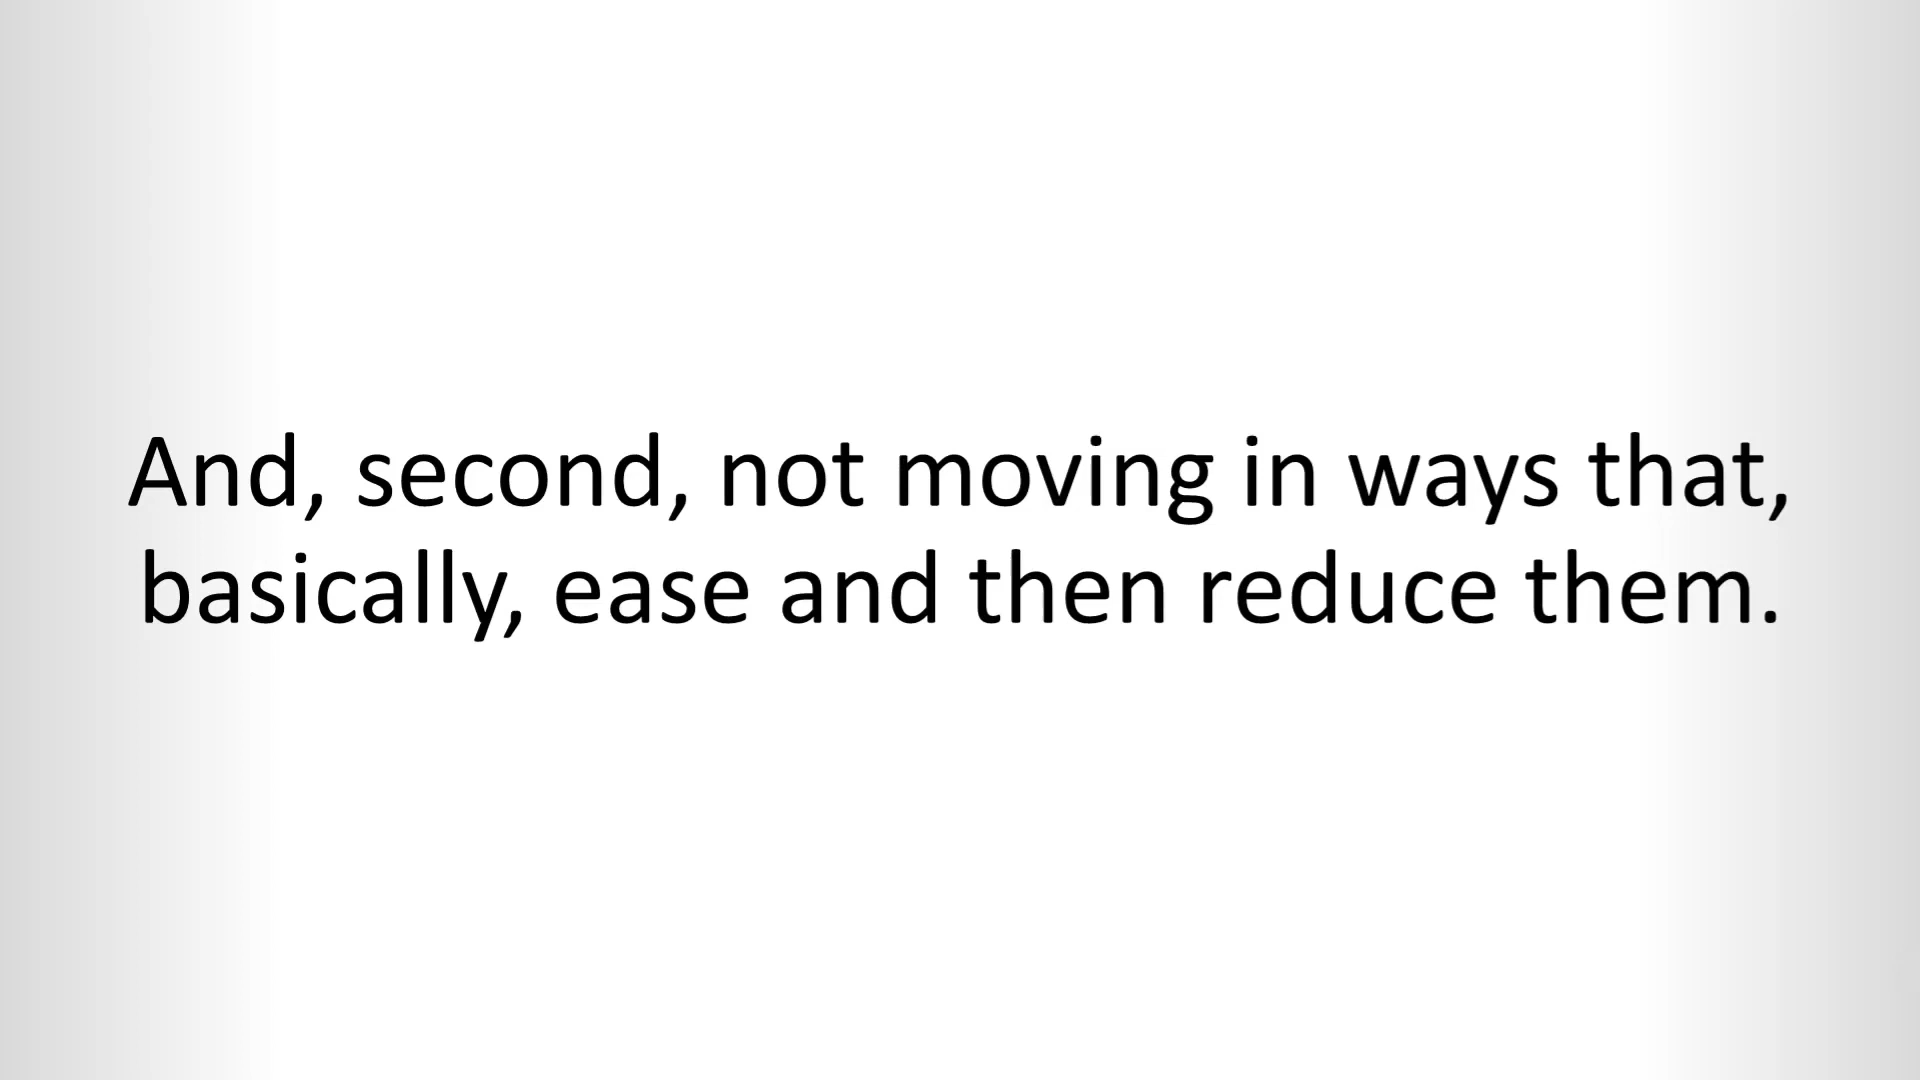 And, second, not moving in ways that,
basically, ease and then reduce them.